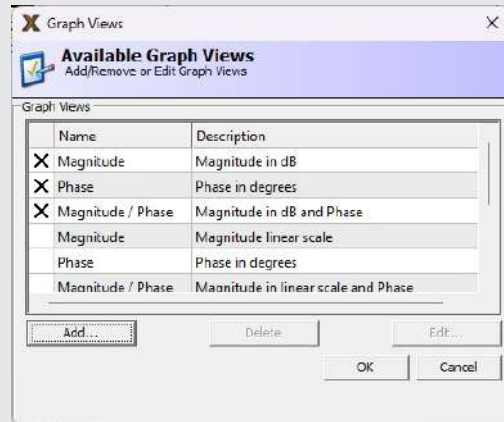 Graph Views
Available Graph Views
Add/Remove or Edit Graph Views
Graph Views
Name Description
Magnitude Magnitude in dB
Phase Phase in degrees
Magnitude / Phase Magnitude in dB and Phase
Magnitude Magnitude linear scale
Phase Phase in degrees
Magnitude / Phase Magnitude in linear scale and Phase
Add... Delete Edit...
OK Cancel